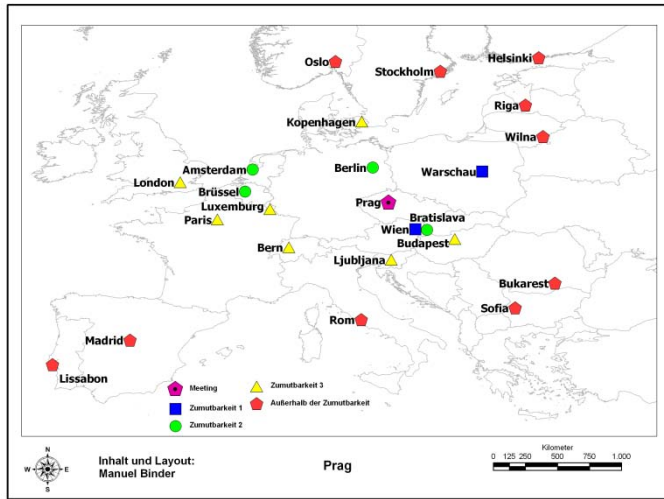 Oslo
Stockholm
Helsinki
Riga
Kopenhagen
Wilna
Amsterdam
Berlin
Warschau
London
Brüssel
Luxemburg
Prag
Paris
Bratislava
Wien
Budapest
Bern
Ljubljana
Bukarest
Sofia
Rom
Madrid
Lissabon
Meeting
Zumutbarkeit 1
Zumutbarkeit 2
Zumutbarkeit 3
Außerhalb der Zumutbarkeit
N
W E
S
Inhalt und Layout:
Manuel Binder
Prag
Kilometer
0 125 250 500 750 1.000